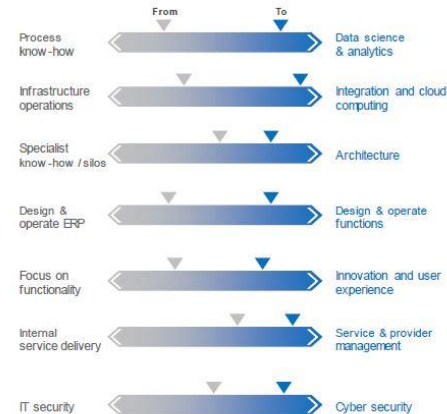 From To
Process
know-how
Data science
& analytics
Infrastructure
operations
Integration and cloud
computing
Specialist
know-how / silos
Architecture
Design &
operate ERP
Design & operate
functions
Focus on
functionality
Innovation and user
experience
Internal
service delivery
Service & provider
management
IT security
Cyber security